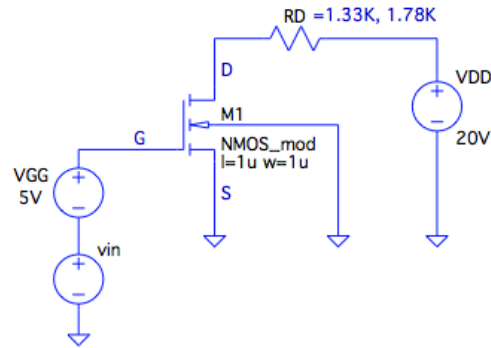 RD =1.33K, 1.78K
D
VDD
M1
20V
G
NMOS_mod
l=1u w=1u
VGG
5V
S
vin